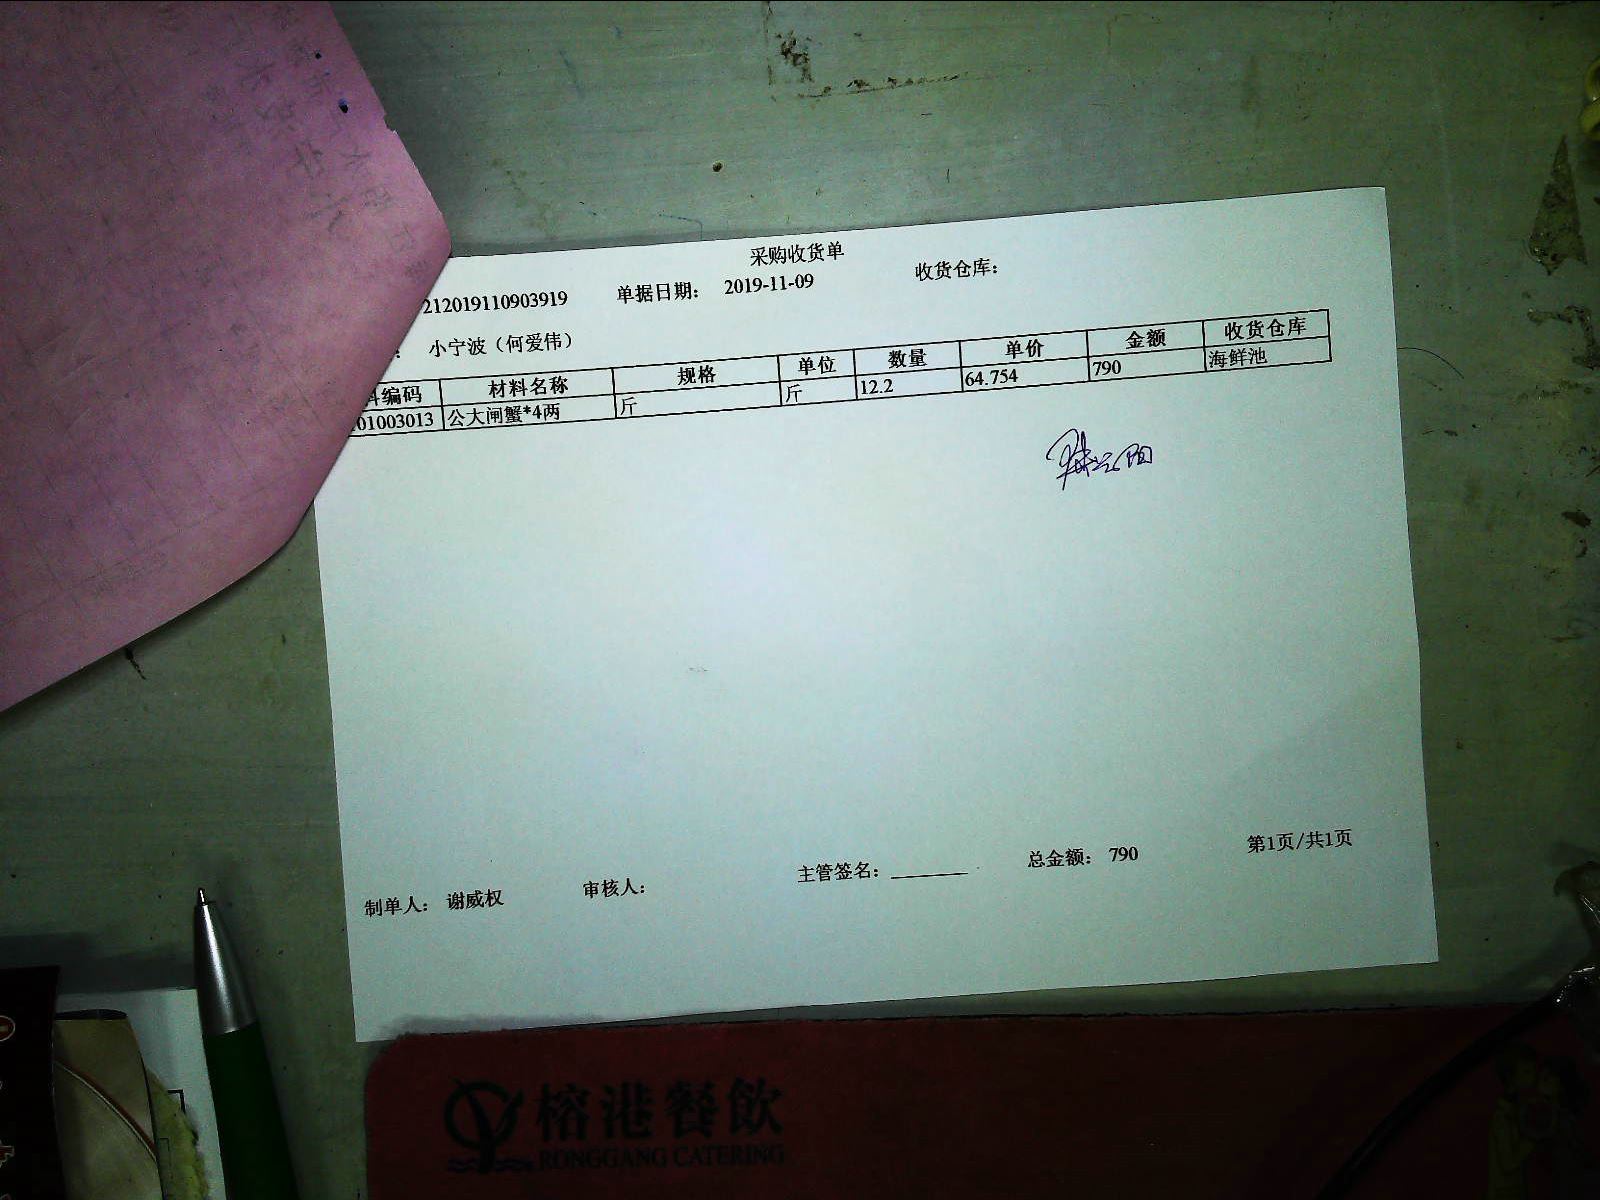 采购收货单
212019110903919 单据日期: 2019-11-09 收货仓库:
: 小宁波（何爱伟）
编码 材料名称 规格 单位 数量 单价 金额 收货仓库
01003013 公大闸蟹*4两 斤 斤 12.2 64.754 790 海鲜池
制单人: 谢威权 审核人: 主管签名: ________ 总金额: 790 第1页/共1页
榕港餐飲
RONGGANG CATERING